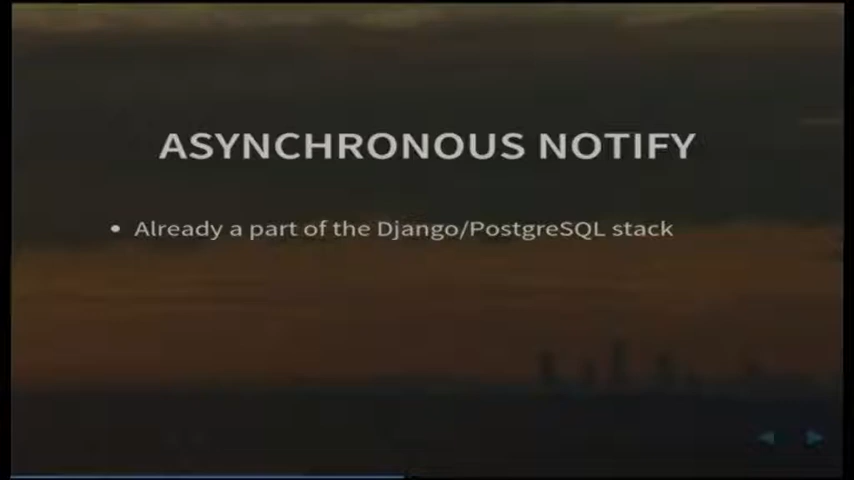 ASYNCHRONOUS NOTIFY
• Already a part of the Django/PostgreSQL stack